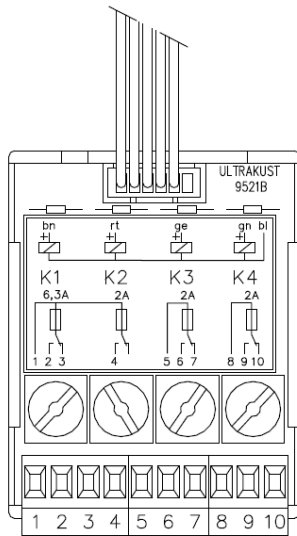 ULTRAKUST
9521B
bn rt ge gn bl
+ + + +
K1 K2 K3 K4
6,3A 2A 2A 2A
1 2 3 4 5 6 7 8 9 10
1 2 3 4 5 6 7 8 9 10